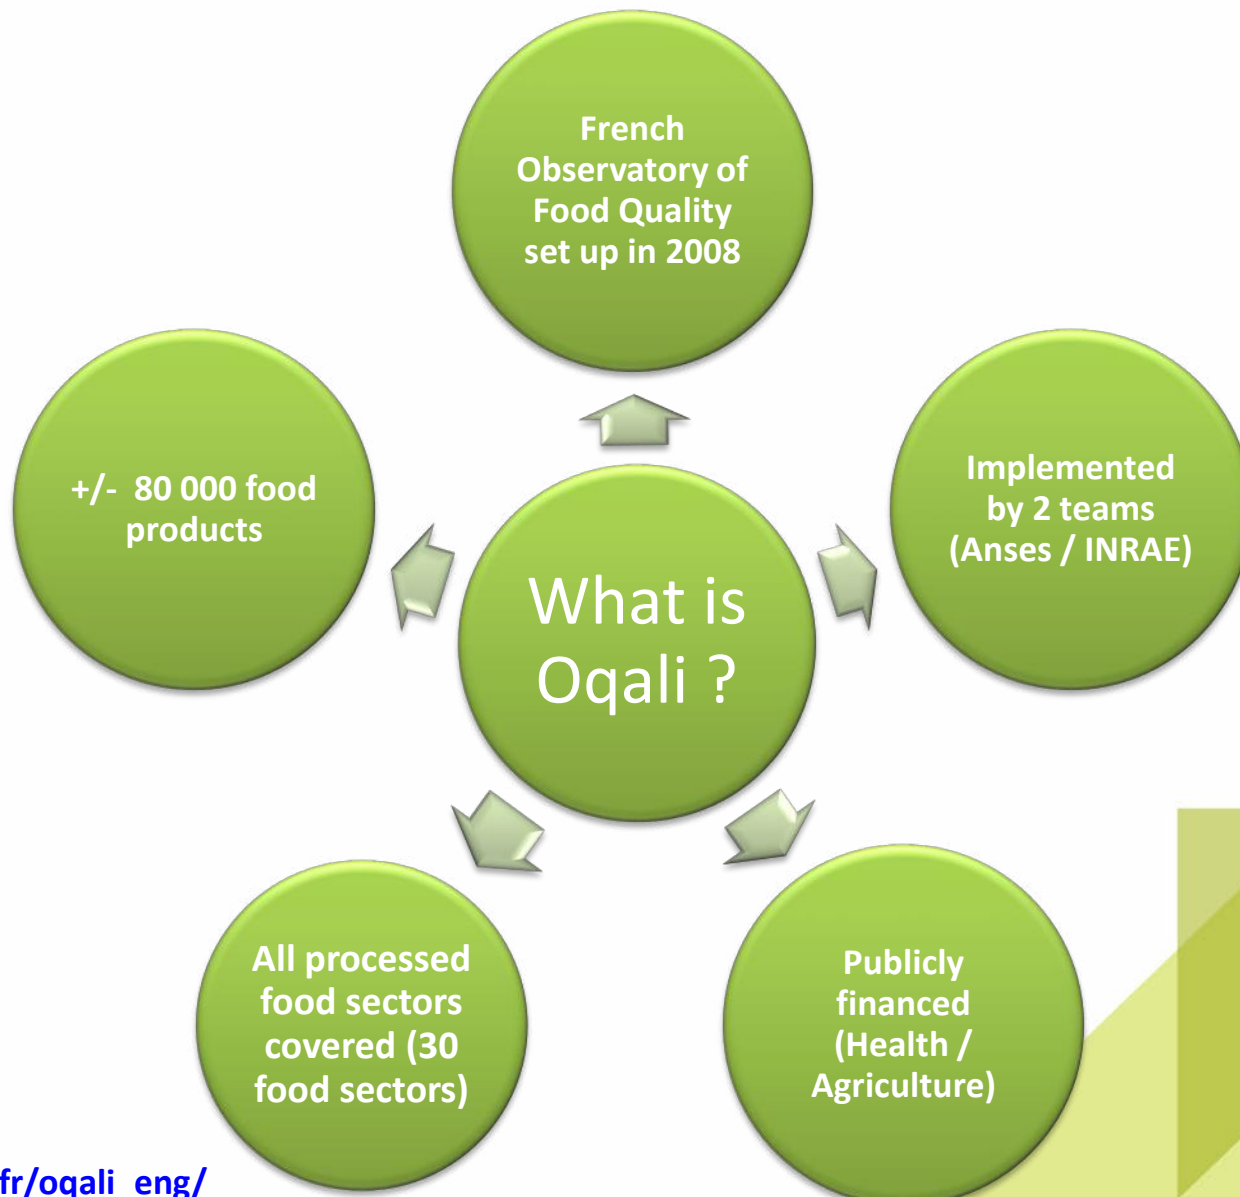 French
Observatory of
Food Quality
set up in 2008
+/- 80 000 food
products
Implemented
by 2 teams
(Anses / INRAE)
What is
Oqali ?
All processed
food sectors
covered (30
food sectors)
Publicly
financed
(Health /
Agriculture)
fr/oqali_eng/